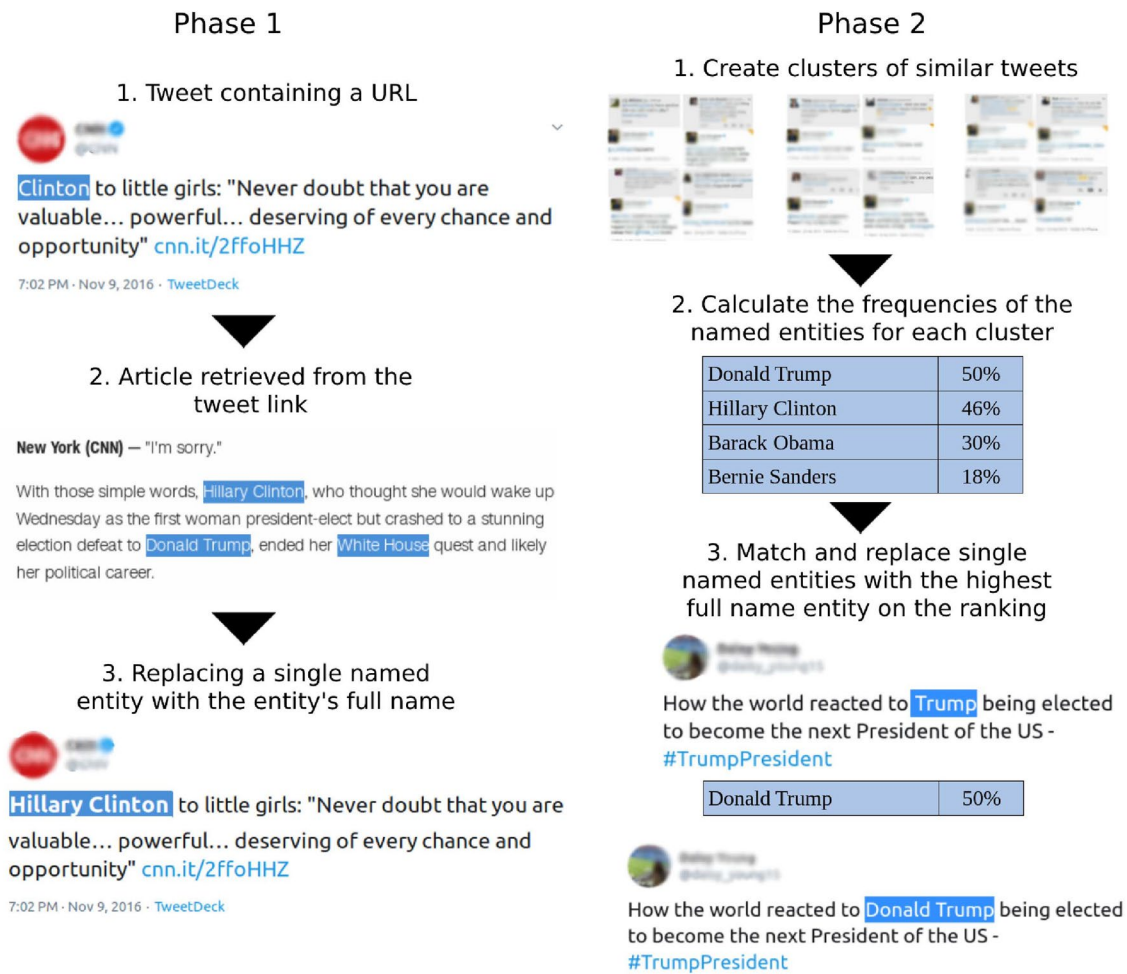 Phase 1
1. Tweet containing a URL
Clinton to little girls: "Never doubt that you are
valuable... powerful... deserving of every chance and
opportunity" cnn.it/2ffoHHZ
7:02 PM · Nov 9, 2016 · TweetDeck
2. Article retrieved from the
tweet link
New York (CNN) — "I'm sorry."
With those simple words, Hillary Clinton, who thought she would wake up
Wednesday as the first woman president-elect but crashed to a stunning
election defeat to Donald Trump, ended her White House quest and likely
her political career.
3. Replacing a single named
entity with the entity's full name
Hillary Clinton to little girls: "Never doubt that you are
valuable... powerful... deserving of every chance and
opportunity" cnn.it/2ffoHHZ
7:02 PM · Nov 9, 2016 · TweetDeck
Phase 2
1. Create clusters of similar tweets
2. Calculate the frequencies of the
named entities for each cluster
Donald Trump 50%
Hillary Clinton 46%
Barack Obama 30%
Bernie Sanders 18%
3. Match and replace single
named entities with the highest
full name entity on the ranking
How the world reacted to Trump being elected
to become the next President of the US -
#TrumpPresident
Donald Trump 50%
How the world reacted to Donald Trump being elected
to become the next President of the US -
#TrumpPresident